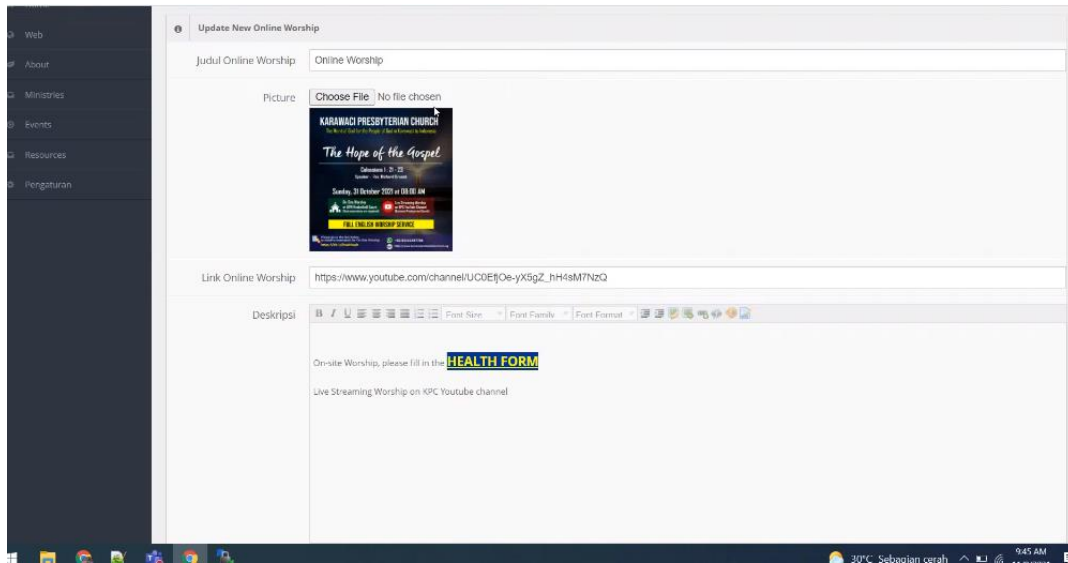 Web
About
Ministries
Events
Resources
Pengaturan
Update New Online Worship
Judul Online Worship
Online Worship
Picture
Choose File No file chosen
KARAWACI PRESBYTERIAN CHURCH
The Hope of the Gospel
Colossians 1 : 21 - 23
Sunday, 31 October 2021 at 08:00 AM
FULL ENGLISH WORSHIP SERVICE
Link Online Worship
https://www.youtube.com/channel/UC0EfjOe-yX5gZ_hH4sM7NzQ
Deskripsi
B I U Font Size Font Family Font Format
On-site Worship, please fill in the HEALTH FORM
Live Streaming Worship on KPC Youtube channel
30°C Sebagian cerah
9:45 AM